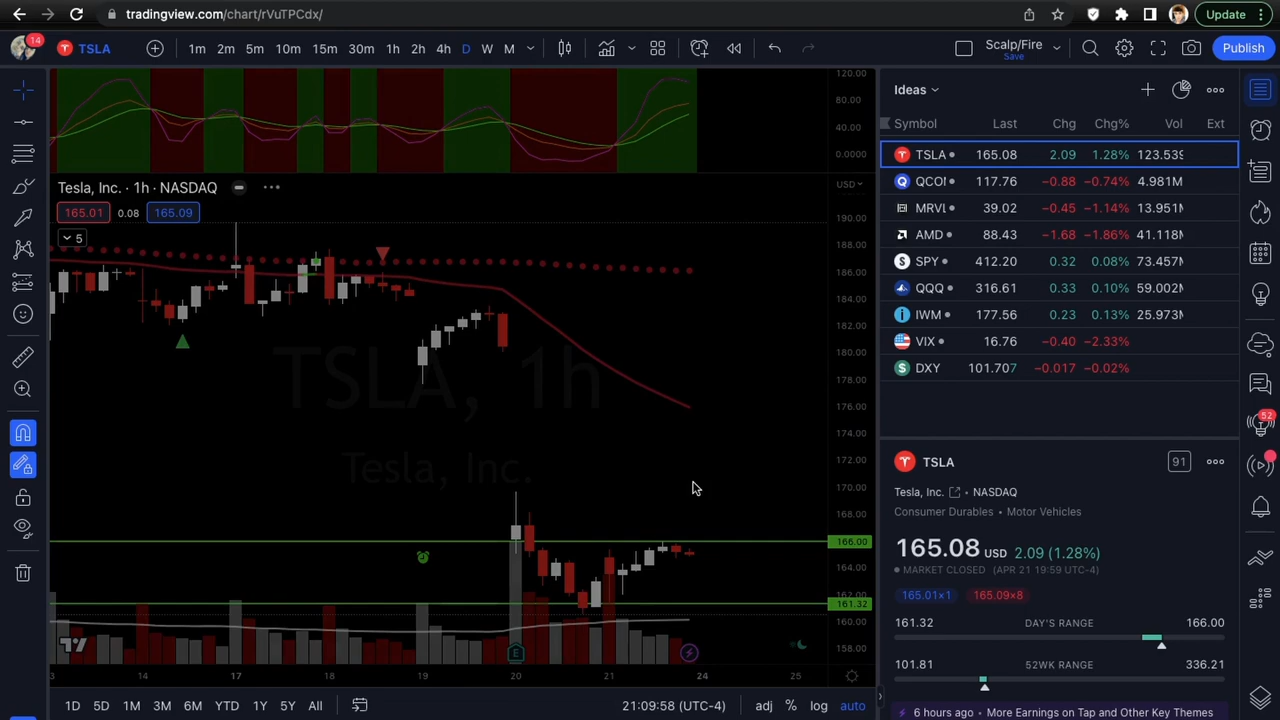 tradingview.com/chart/rVuTPCdx/
Update
14
TSLA
1m 2m 5m 10m 15m 30m 1h 2h 4h D W M
Scalp/Fire
Save
Publish
120.00
80.00
40.00
0.0000
Tesla, Inc. · 1h · NASDAQ
USD
165.01 0.08 165.09
5
190.00
188.00
186.00
184.00
182.00
180.00
178.00
176.00
174.00
172.00
170.00
168.00
166.00
164.00
162.00
161.32
160.00
158.00
TSLA, 1h
Tesla, Inc.
E
3 14 17 18 19 20 21 24 25
1D 5D 1M 3M 6M YTD 1Y 5Y All
21:09:58 (UTC-4)
adj % log auto
Ideas
Symbol Last Chg Chg% Vol Ext
TSLA 165.08 2.09 1.28% 123.539
QCOM 117.76 −0.88 −0.74% 4.981M
MRVL 39.02 −0.45 −1.14% 13.951M
AMD 88.43 −1.68 −1.86% 41.118M
SPY 412.20 0.32 0.08% 73.457M
QQQ 316.61 0.33 0.10% 59.002M
IWM 177.56 0.23 0.13% 25.973M
VIX 16.76 −0.40 −2.33%
DXY 101.707 −0.017 −0.02%
TSLA
91
Tesla, Inc. · NASDAQ
Consumer Durables · Motor Vehicles
165.08 USD 2.09 (1.28%)
MARKET CLOSED (APR 21 19:59 UTC-4)
165.01×1 165.09×8
161.32 DAY'S RANGE 166.00
101.81 52WK RANGE 336.21
6 hours ago · More Earnings on Tap and Other Key Themes
52